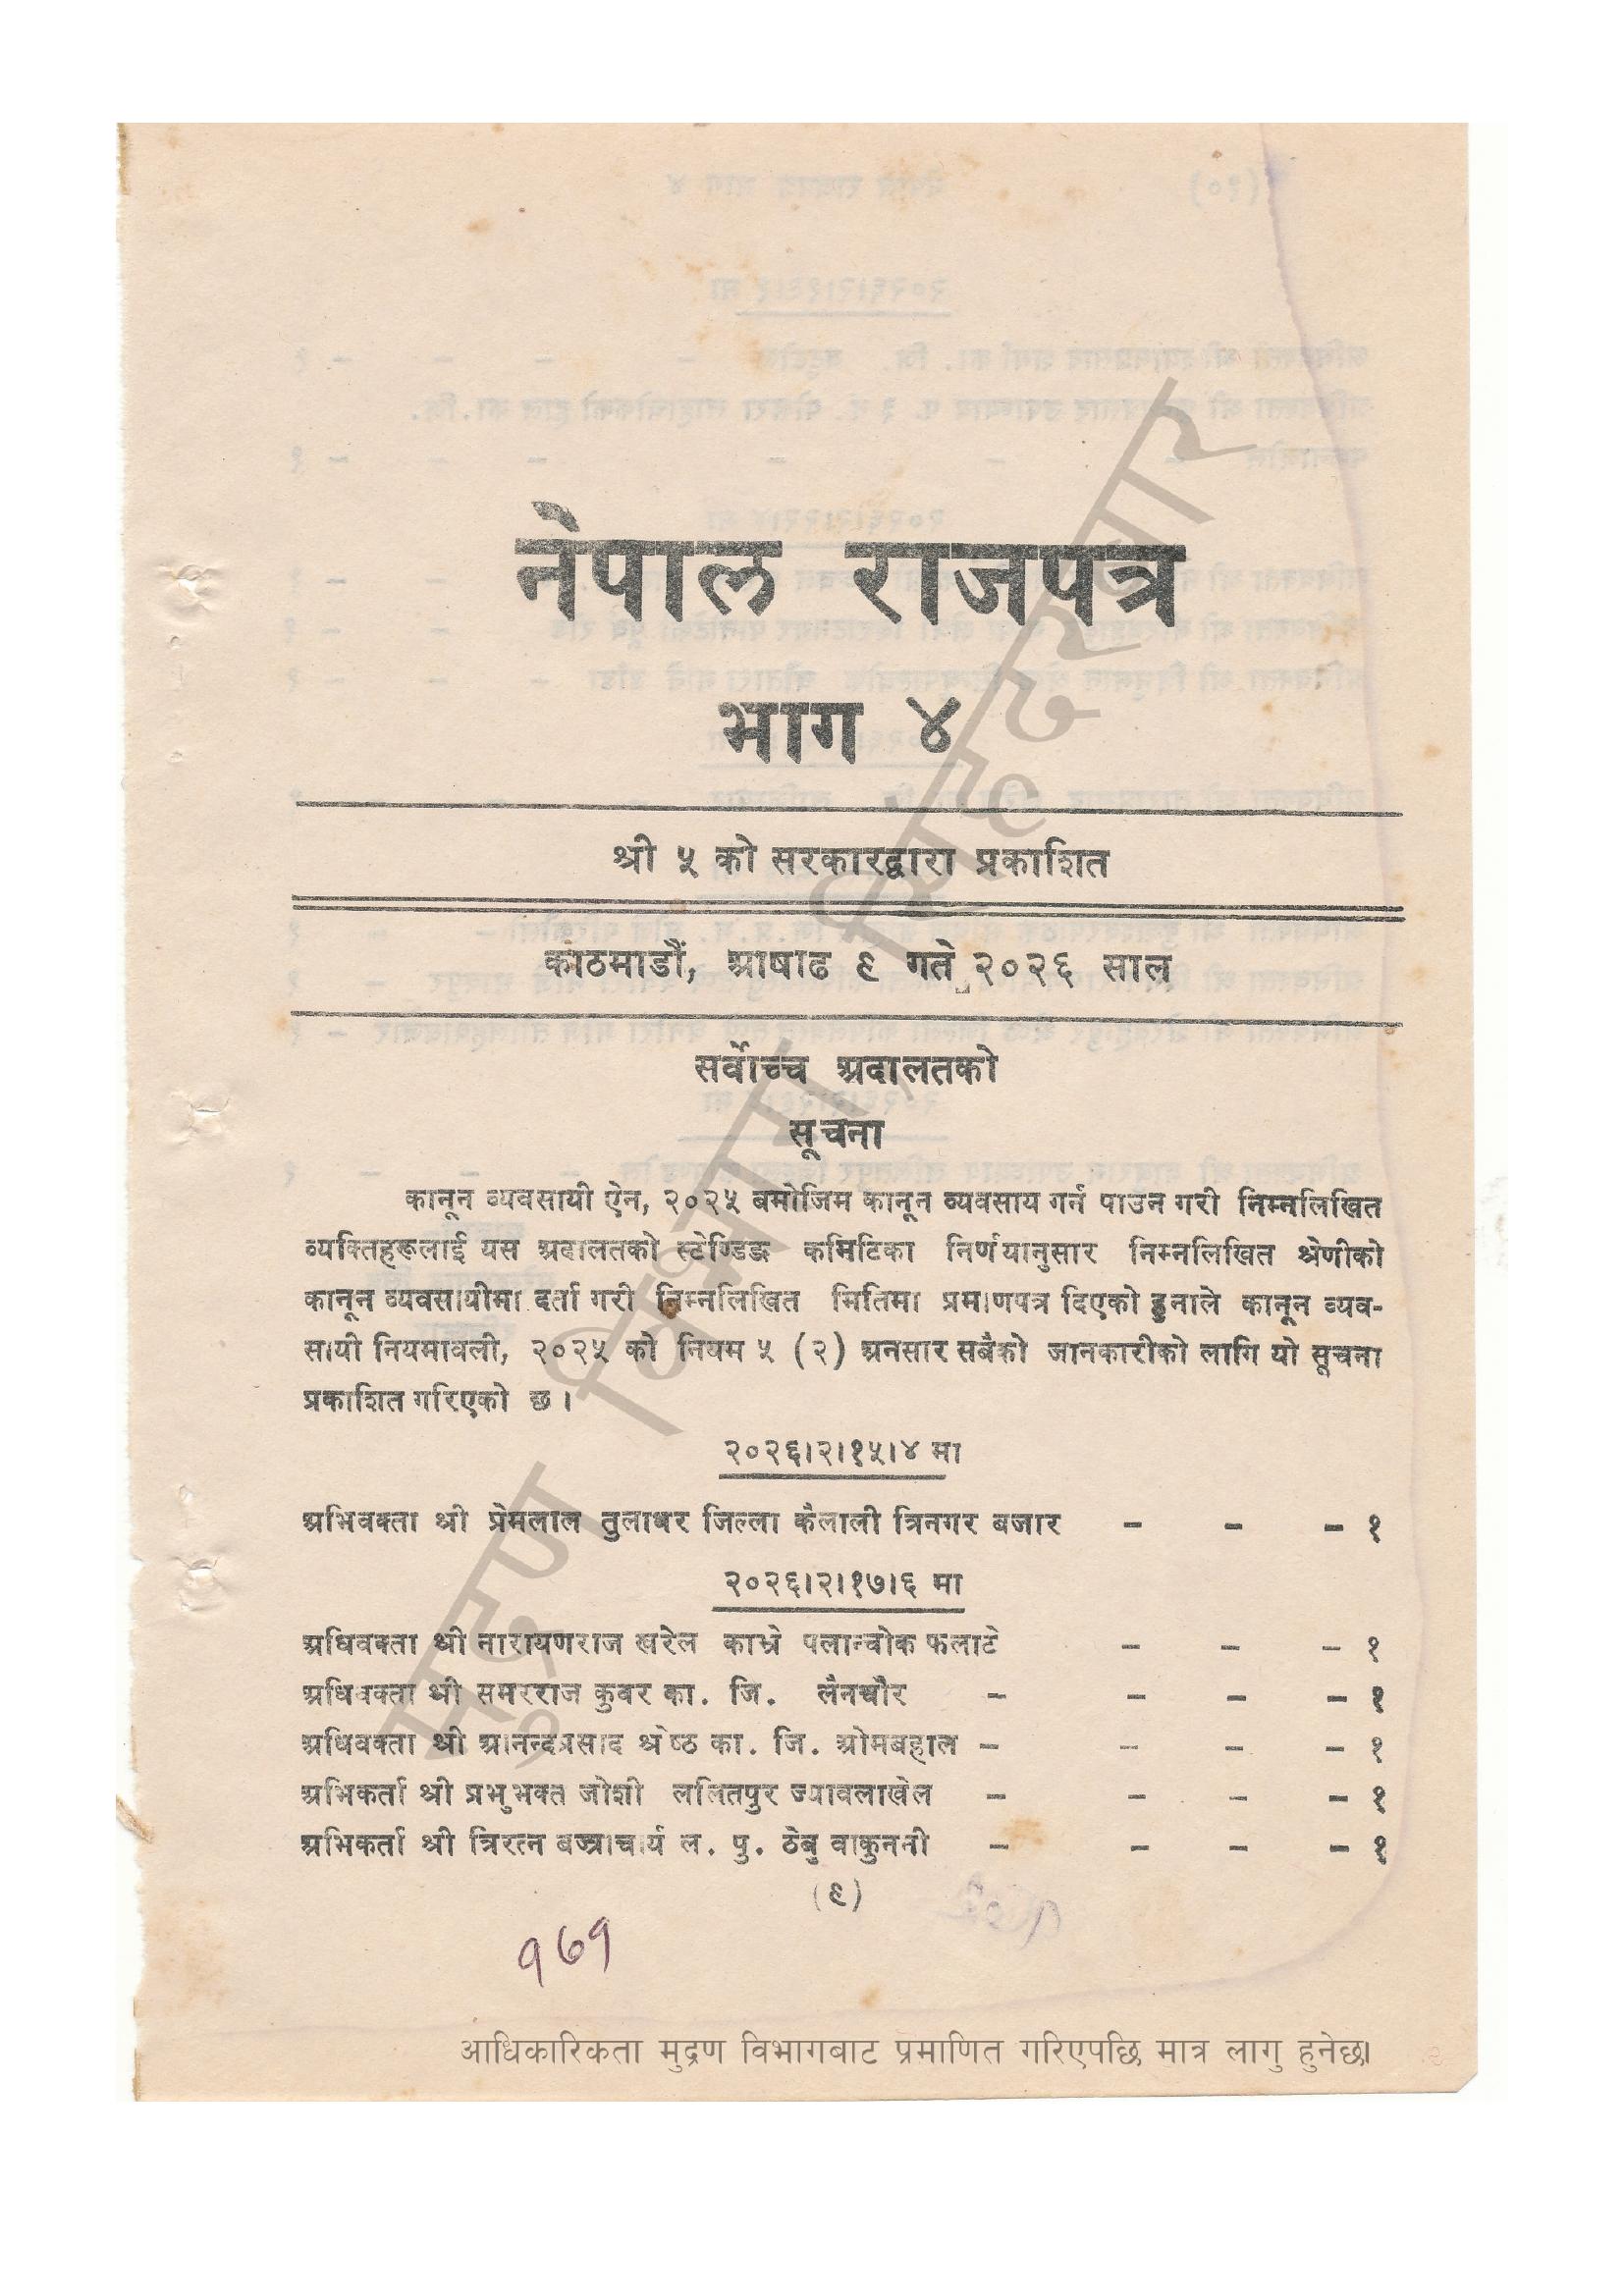 नेपाल राजपत्र
भाग ४
श्री ५ को सरकारद्वारा प्रकाशित
काठमाडौं, आषाढ ९ गते २०२६ साल
सर्वोच्च अदालतको
सूचना
कानून व्यवसायी ऐन, २०२५ बमोजिम कानून व्यवसाय गर्न पाउन गरी निम्नलिखित
व्यक्तिहरूलाई यस अदालतको स्टेण्डिङ्ग कमिटिका निर्णयानुसार निम्नलिखित श्रेणीको
कानून व्यवसायीमा दर्ता गरी निम्नलिखित मितिमा प्रमाणपत्र दिएको हुनाले कानून व्यव-
सायी नियमावली, २०२५ को नियम ५ (२) अनसार सबैको जानकारीको लागि यो सूचना
प्रकाशित गरिएको छ ।
२०२६।२।१५।४ मा
अभिवक्ता श्री प्रेमलाल तुलाधर जिल्ला कैलाली त्रिनगर बजार - - - १
२०२६।२।१७।६ मा
अधिवक्ता श्री नारायणराज खरेल काभ्रे पलान्चोक फलाटे - - - १
अधिवक्ता श्री समरराज कुवर का. जि. लैनचौर - - - - १
अधिवक्ता श्री आनन्दप्रसाद श्रेष्ठ का. जि. ओमबहाल - - - - १
अभिकर्ता श्री प्रभुभक्त जोशी ललितपुर ज्यावलाखेल - - - - १
अभिकर्ता श्री त्रिरत्न बज्राचार्य ल. पु. ठेबु वाकुननी - - - - १
(९)
१७१
आधिकारिकता मुद्रण विभागबाट प्रमाणित गरिएपछि मात्र लागु हुनेछ।